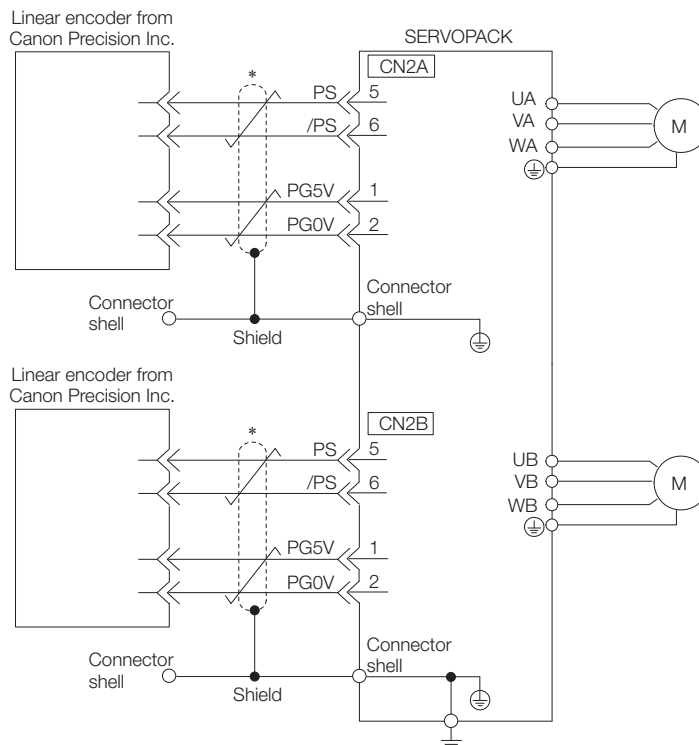 Linear encoder from
Canon Precision Inc.
SERVOPACK
CN2A
*
PS
5
/PS
6
PG5V
1
PG0V
2
UA
VA
WA
M
Connector
shell
Shield
Connector
shell
Linear encoder from
Canon Precision Inc.
CN2B
*
PS
5
/PS
6
PG5V
1
PG0V
2
UB
VB
WB
M
Connector
shell
Shield
Connector
shell